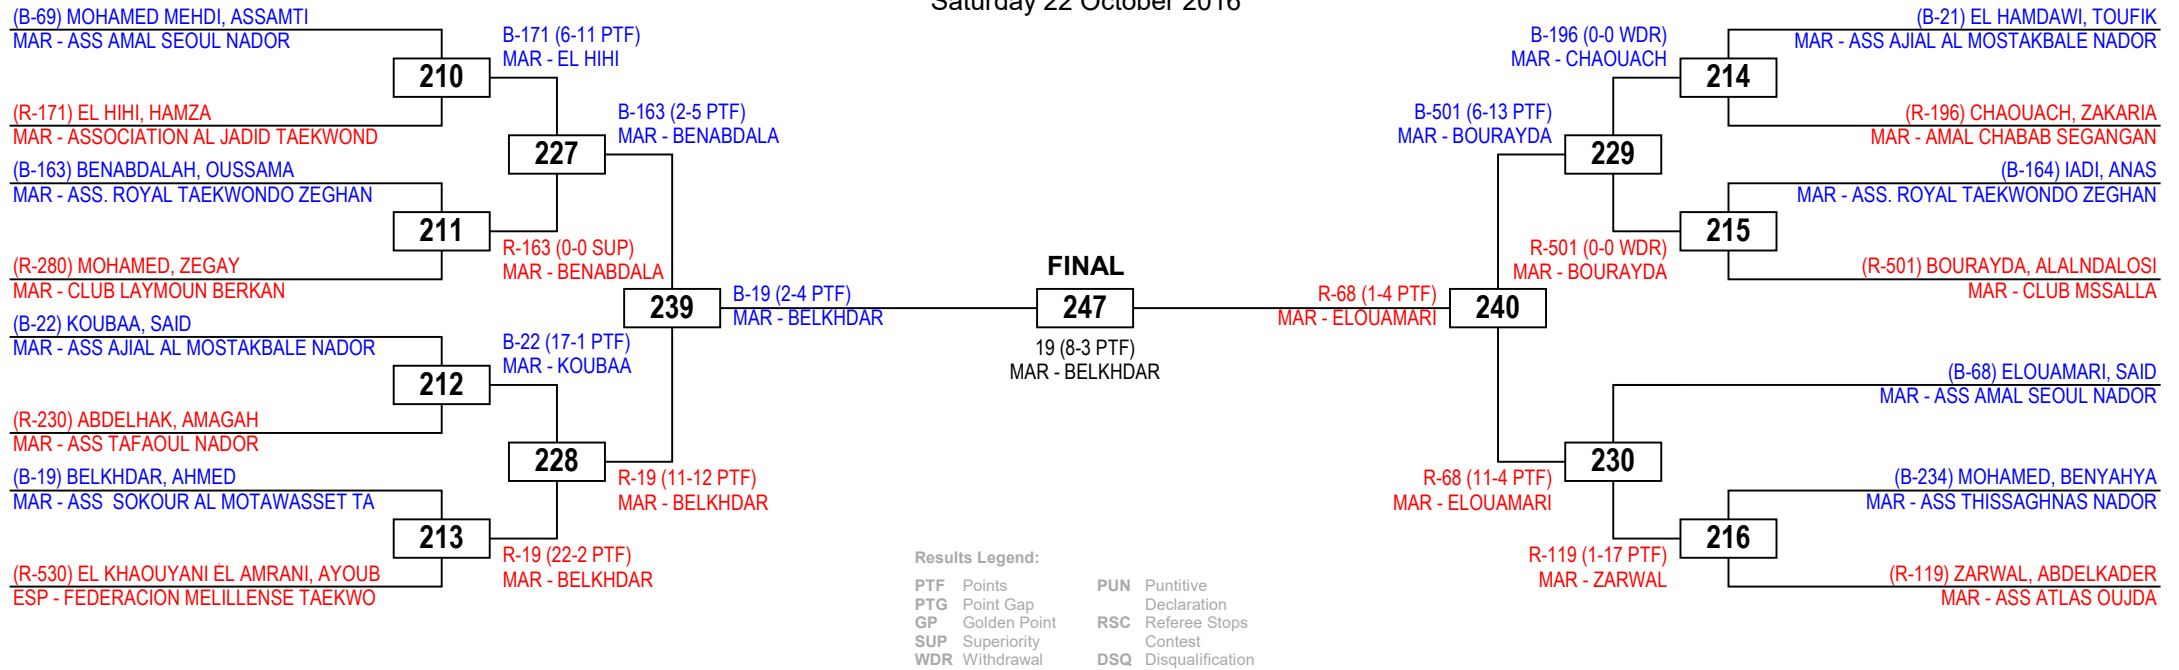 Saturday 22 October 2016
(B-69) MOHAMED MEHDI, ASSAMTI
MAR - ASS AMAL SEOUL NADOR
210
(R-171) EL HIHI, HAMZA
MAR - ASSOCIATION AL JADID TAEKWOND
(B-163) BENABDALAH, OUSSAMA
MAR - ASS. ROYAL TAEKWONDO ZEGHAN
211
(R-280) MOHAMED, ZEGAY
MAR - CLUB LAYMOUN BERKAN
(B-22) KOUBAA, SAID
MAR - ASS AJIAL AL MOSTAKBALE NADOR
212
(R-230) ABDELHAK, AMAGAH
MAR - ASS TAFAOUL NADOR
(B-19) BELKHDAR, AHMED
MAR - ASS  SOKOUR AL MOTAWASSET TA
213
(R-530) EL KHAOUYANI EL AMRANI, AYOUB
ESP - FEDERACION MELILLENSE TAEKWO
B-171 (6-11 PTF)
MAR - EL HIHI
227
R-163 (0-0 SUP)
MAR - BENABDALA
B-22 (17-1 PTF)
MAR - KOUBAA
228
R-19 (22-2 PTF)
MAR - BELKHDAR
B-163 (2-5 PTF)
MAR - BENABDALA
239
R-19 (11-12 PTF)
MAR - BELKHDAR
B-19 (2-4 PTF)
MAR - BELKHDAR
FINAL
247
19 (8-3 PTF)
MAR - BELKHDAR
R-68 (1-4 PTF)
MAR - ELOUAMARI
B-501 (6-13 PTF)
MAR - BOURAYDA
240
R-68 (11-4 PTF)
MAR - ELOUAMARI
B-196 (0-0 WDR)
MAR - CHAOUACH
229
R-501 (0-0 WDR)
MAR - BOURAYDA
230
R-119 (1-17 PTF)
MAR - ZARWAL
(B-21) EL HAMDAWI, TOUFIK
MAR - ASS AJIAL AL MOSTAKBALE NADOR
214
(R-196) CHAOUACH, ZAKARIA
MAR - AMAL CHABAB SEGANGAN
(B-164) IADI, ANAS
MAR - ASS. ROYAL TAEKWONDO ZEGHAN
215
(R-501) BOURAYDA, ALALNDALOSI
MAR - CLUB MSSALLA
(B-68) ELOUAMARI, SAID
MAR - ASS AMAL SEOUL NADOR
(B-234) MOHAMED, BENYAHYA
MAR - ASS THISSAGHNAS NADOR
216
(R-119) ZARWAL, ABDELKADER
MAR - ASS ATLAS OUJDA
Results Legend:
PTF Points
PTG Point Gap
GP Golden Point
SUP Superiority
WDR Withdrawal
PUN Puntitive
Declaration
RSC Referee Stops
Contest
DSQ Disqualification